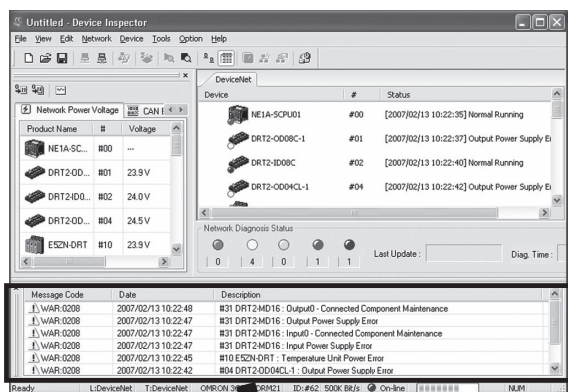 Untitled - Device Inspector
File View Edit Network Device Tools Option Help
DeviceNet
Network Power Voltage CAN
Product Name # Voltage
NE1A-SC... #00 ---
DRT2-OD... #01 23.9 V
DRT2-ID0... #02 24.0 V
DRT2-OD... #04 24.5 V
E5ZN-DRT #10 23.9 V
Device # Status
NE1A-SCPU01 #00 [2007/02/13 10:22:35] Normal Running
DRT2-OD08C-1 #01 [2007/02/13 10:22:37] Output Power Supply E
DRT2-ID08C #02 [2007/02/13 10:22:40] Normal Running
DRT2-OD04CL-1 #04 [2007/02/13 10:22:42] Output Power Supply E
Network Diagnosis Status
0 4 0 1 1
Last Update : Diag. Time :
Message Code Date Description
WAR:0208 2007/02/13 10:22:48 #31 DRT2-MD16 : Output0 - Connected Component Maintenance
WAR:0208 2007/02/13 10:22:47 #31 DRT2-MD16 : Output Power Supply Error
WAR:0208 2007/02/13 10:22:47 #31 DRT2-MD16 : Input0 - Connected Component Maintenance
WAR:0208 2007/02/13 10:22:47 #31 DRT2-MD16 : Input Power Supply Error
WAR:0208 2007/02/13 10:22:45 #10 E5ZN-DRT : Temperature Unit Power Error
WAR:0208 2007/02/13 10:22:42 #04 DRT2-OD04CL-1 : Output Power Supply Error
Ready L:DeviceNet T:DeviceNet OMRON 3G DRM21 ID:#62 500K Bit/s On-line NUM